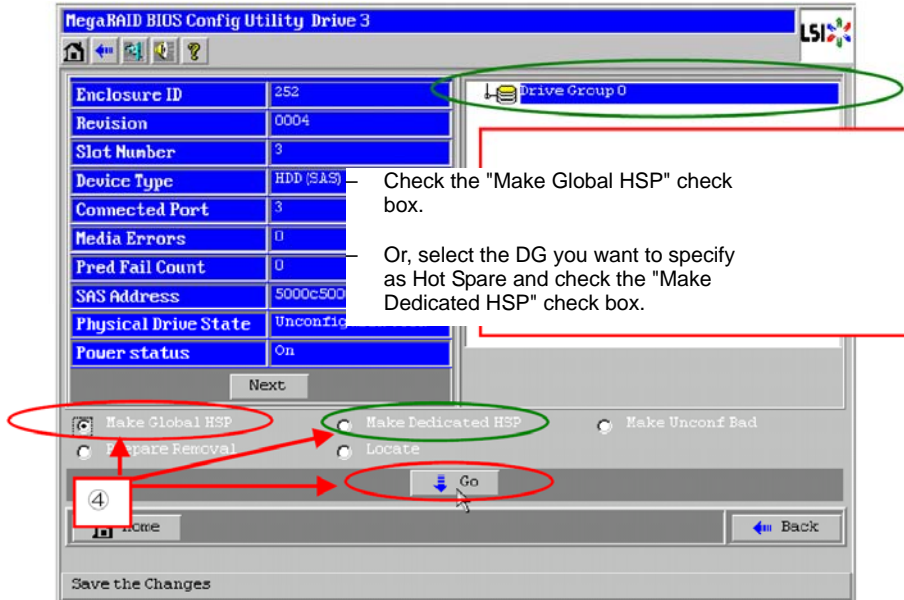 MegaRAID BIOS Config Utility Drive 3
LSI
Enclosure ID 252
Revision 0004
Slot Number 3
Device Type HDD (SAS)
Connected Port 3
Media Errors 0
Pred Fail Count 0
SAS Address 5000c500
Physical Drive State
Power status On
Next
Drive Group 0
– Check the "Make Global HSP" check
box.
– Or, select the DG you want to specify
as Hot Spare and check the "Make
Dedicated HSP" check box.
Make Global HSP Make Dedicated HSP Make Unconf Bad
Prepare Removal Locate
Go
④
Home Back
Save the Changes